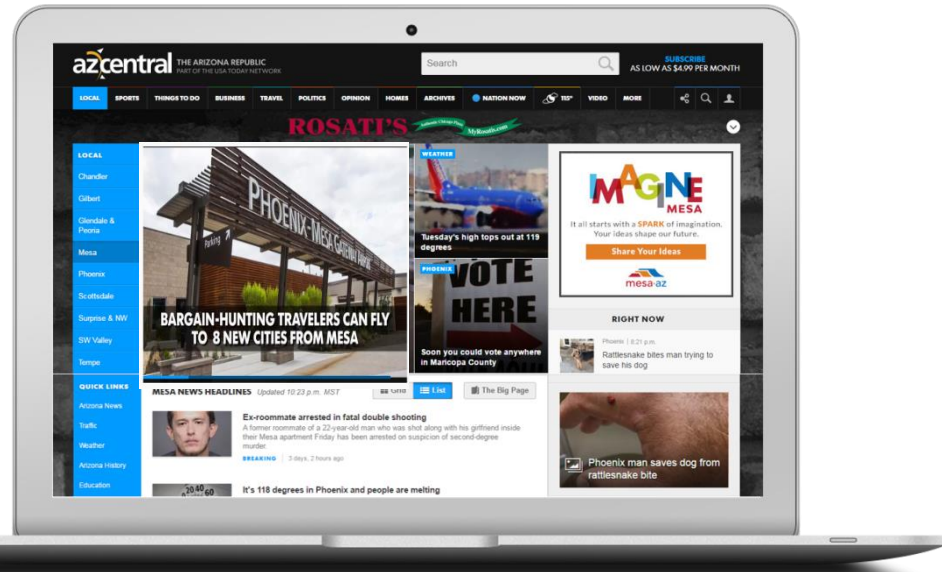 azcentral
THE ARIZONA REPUBLIC
PART OF THE USA TODAY NETWORK
Search
SUBSCRIBE
AS LOW AS $4.99 PER MONTH
LOCAL SPORTS THINGS TO DO BUSINESS TRAVEL POLITICS OPINION HOMES ARCHIVES NATION NOW 115° VIDEO MORE
ROSATI'S
Authentic Chicago Pizza
MyRosatis.com
LOCAL
Chandler
Gilbert
Glendale &
Peoria
Mesa
Phoenix
Scottsdale
Surprise & NW
SW Valley
Tempe
QUICK LINKS
Arizona News
Traffic
Weather
Arizona History
Education
PHOENIX-MESA GATEWAY AIRPORT
Parking
BARGAIN-HUNTING TRAVELERS CAN FLY
TO 8 NEW CITIES FROM MESA
WEATHER
Tuesday's high tops out at 119
degrees
PHOENIX
VOTE
HERE
Soon you could vote anywhere
in Maricopa County
IMAGINE
MESA
It all starts with a SPARK of imagination.
Your ideas shape our future.
Share Your Ideas
mesa·az
RIGHT NOW
Phoenix | 8:21 p.m.
Rattlesnake bites man trying to
save his dog
Phoenix man saves dog from
rattlesnake bite
MESA NEWS HEADLINES Updated 10:23 p.m. MST
Grid List The Big Page
Ex-roommate arrested in fatal double shooting
A former roommate of a 22-year-old man who was shot along with his girlfriend inside
their Mesa apartment Friday has been arrested on suspicion of second-degree
murder.
BREAKING 3 days, 2 hours ago
20 40 60
It's 118 degrees in Phoenix and people are melting